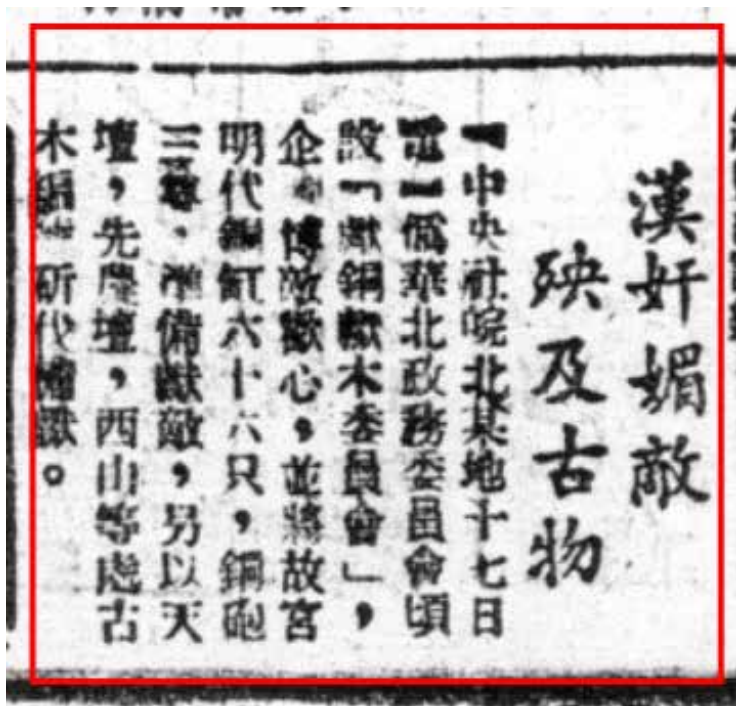 漢奸媚敵
殃及古物
【中央社皖北某地十七日
電】偽華北政務委員會頃
設「獻銅獻木委員會」，
企博敵歡心，並將故宮
明代銅缸六十六只，銅砲
三尊，準備獻敵，另以天
壇，先農壇，西山等處古
木編 斫伐 獻。